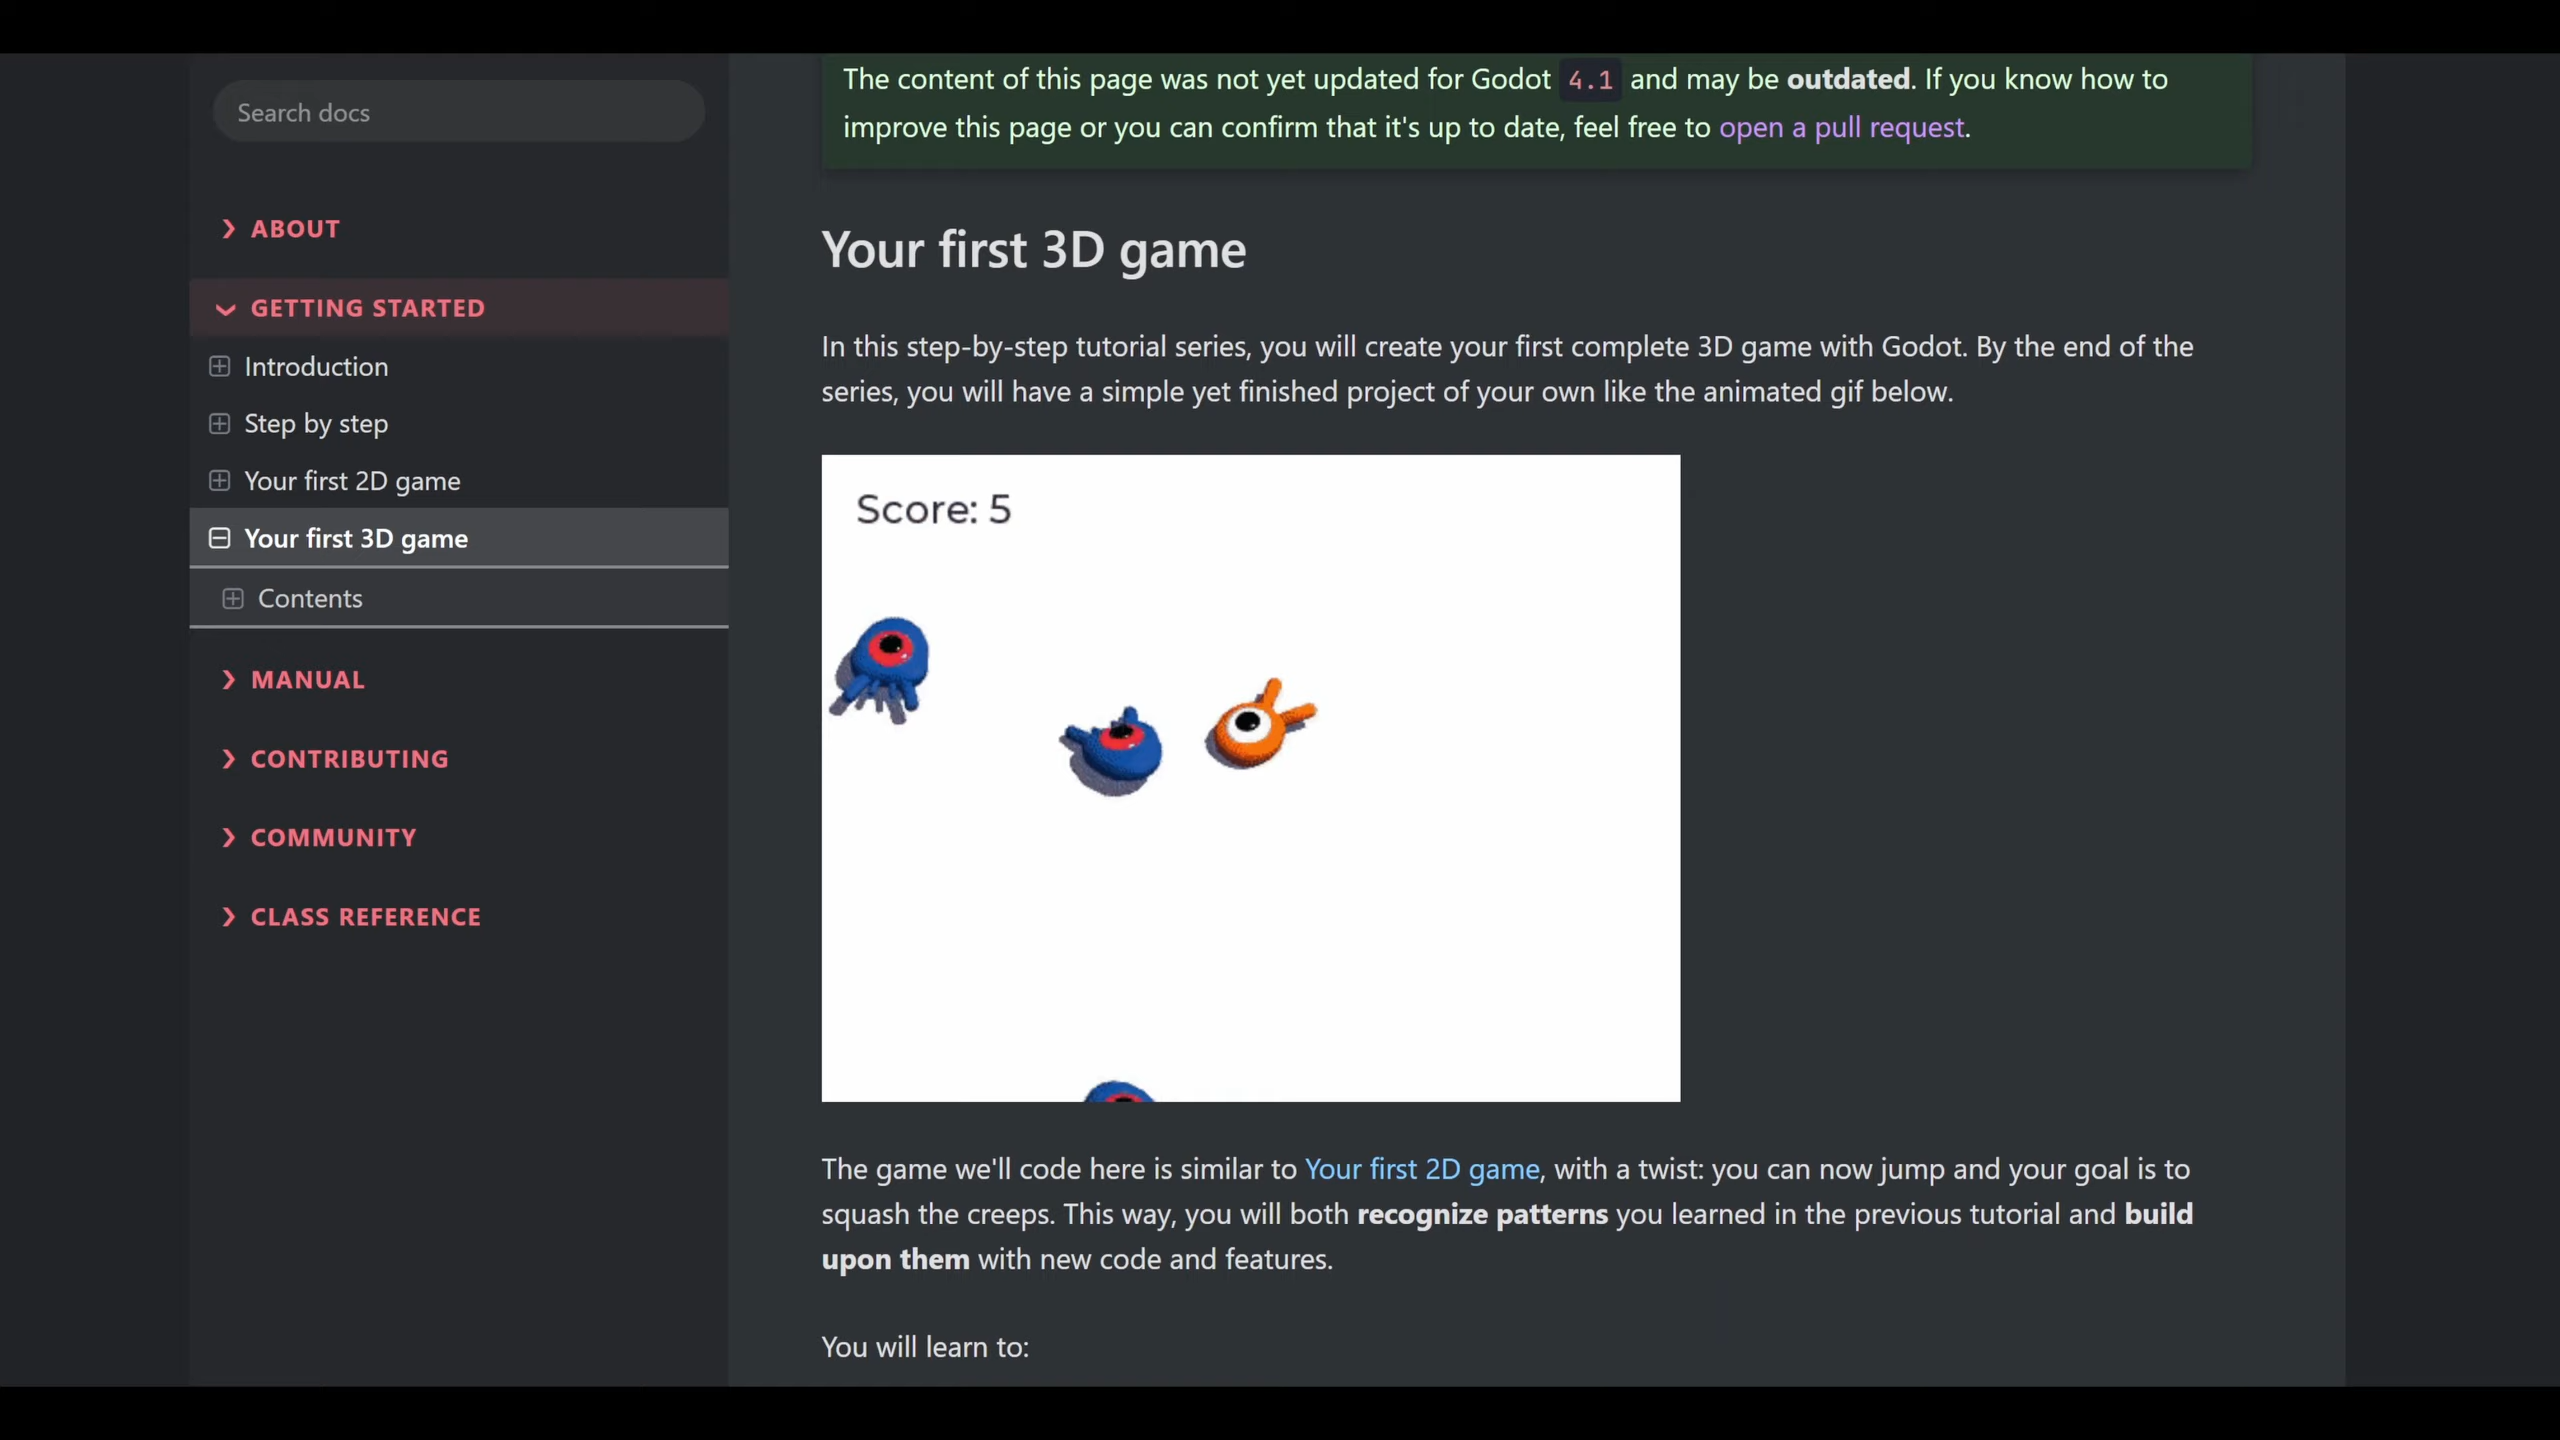 Search docs
ABOUT
GETTING STARTED
Introduction
Step by step
Your first 2D game
Your first 3D game
Contents
MANUAL
CONTRIBUTING
COMMUNITY
CLASS REFERENCE
The content of this page was not yet updated for Godot 4.1 and may be outdated. If you know how to
improve this page or you can confirm that it's up to date, feel free to open a pull request.
Your first 3D game
In this step-by-step tutorial series, you will create your first complete 3D game with Godot. By the end of the
series, you will have a simple yet finished project of your own like the animated gif below.
Score: 5
The game we'll code here is similar to Your first 2D game, with a twist: you can now jump and your goal is to
squash the creeps. This way, you will both recognize patterns you learned in the previous tutorial and build
upon them with new code and features.
You will learn to: